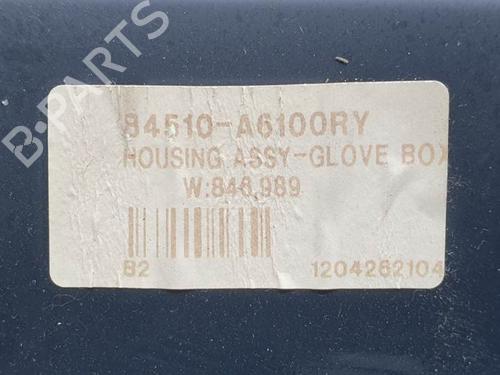 B-PARTS
84510-A6100RY
HOUSING ASSY-GLOVE BOX
W:846,989
B2
1204262104